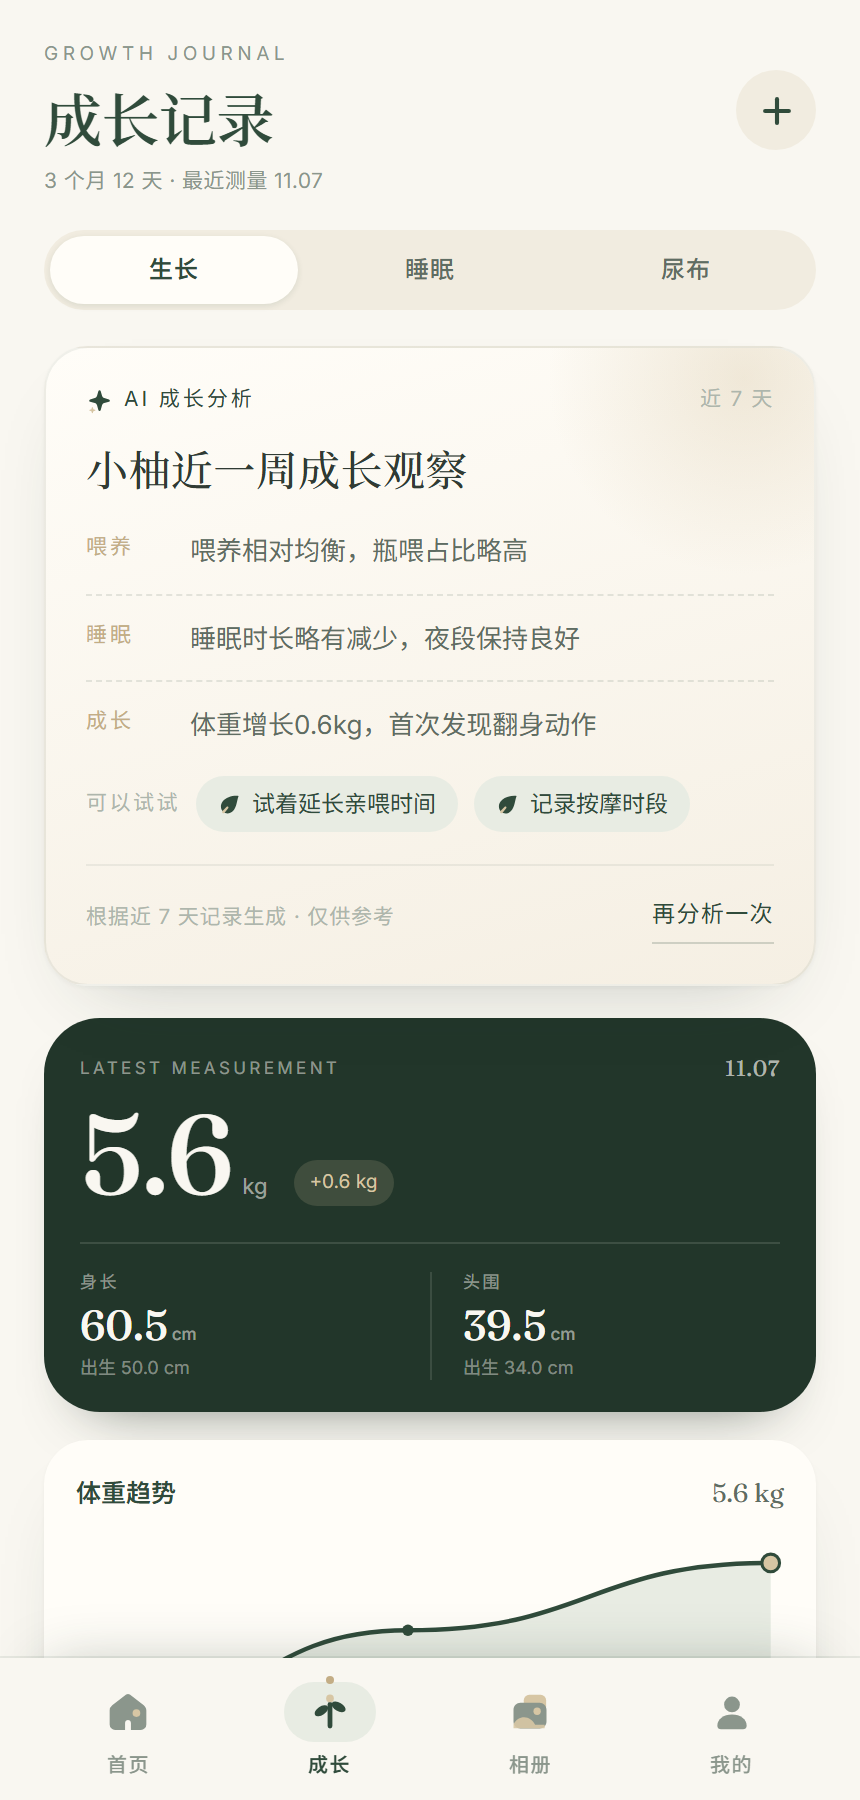 GROWTH JOURNAL
成长记录
3 个月 12 天 · 最近测量 11.07
生长 睡眠 尿布
AI 成长分析 近 7 天
小柚近一周成长观察
喂养 喂养相对均衡，瓶喂占比略高
睡眠 睡眠时长略有减少，夜段保持良好
成长 体重增长0.6kg，首次发现翻身动作
可以试试 试着延长亲喂时间 记录按摩时段
根据近 7 天记录生成 · 仅供参考 再分析一次
LATEST MEASUREMENT 11.07
5.6 kg +0.6 kg
身长 头围
60.5 cm 39.5 cm
出生 50.0 cm 出生 34.0 cm
体重趋势 5.6 kg
首页 成长 相册 我的